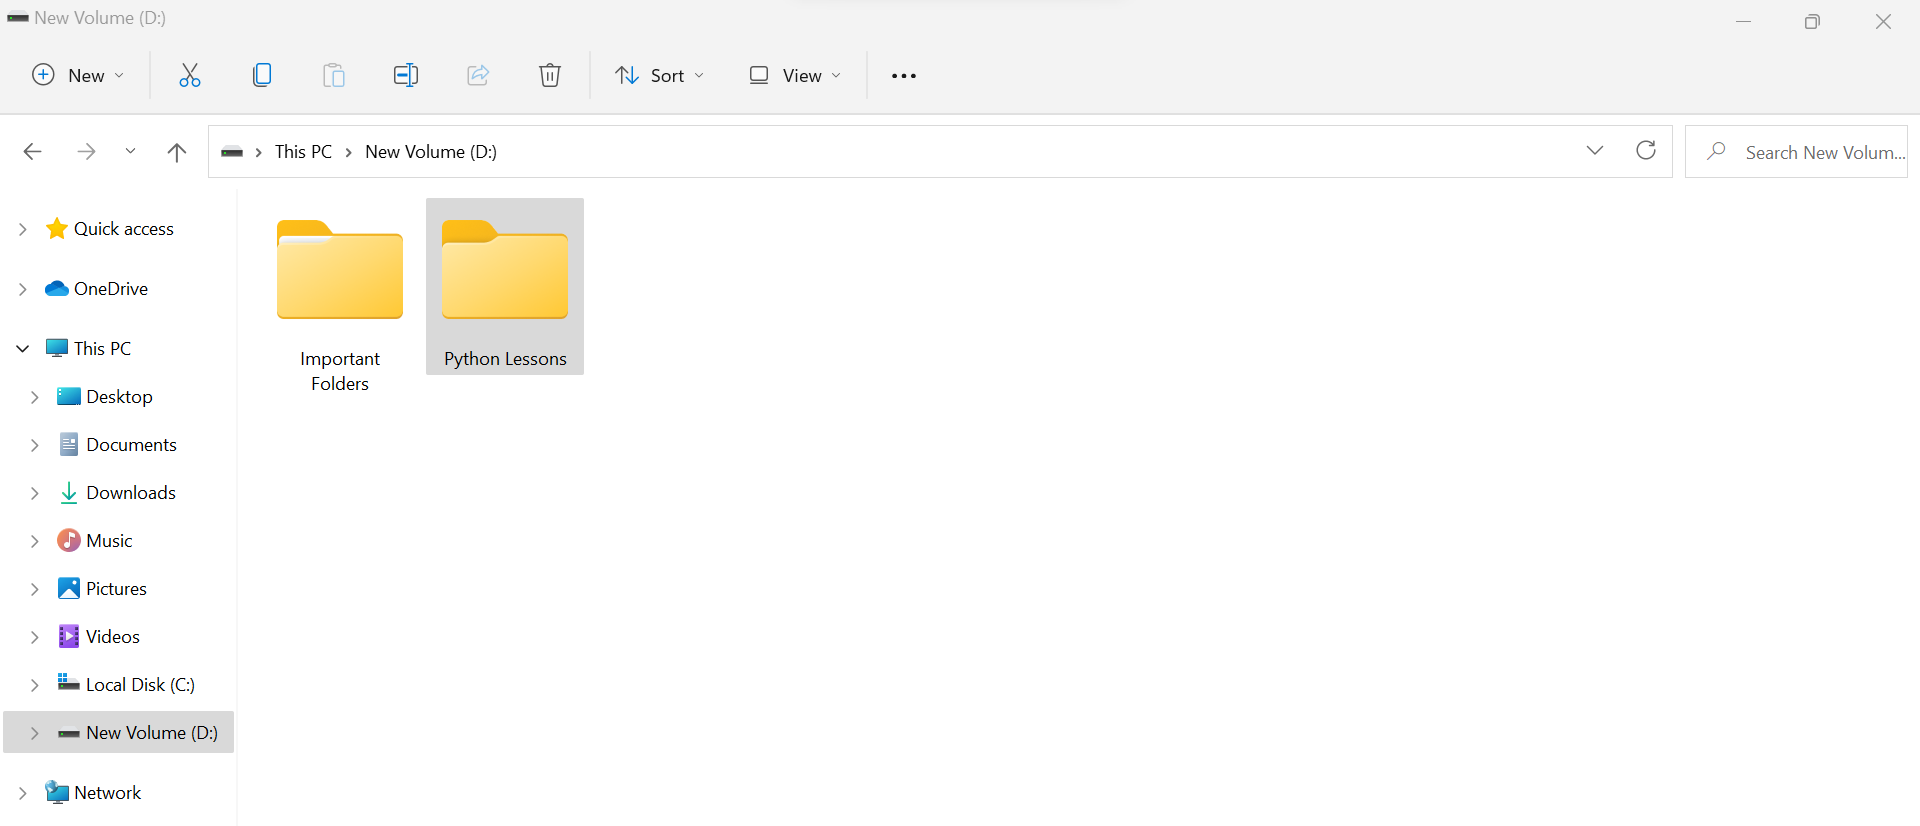 New Volume (D:)
New
Sort
View
This PC
New Volume (D:)
Search New Volum...
Quick access
OneDrive
This PC
Desktop
Documents
Downloads
Music
Pictures
Videos
Local Disk (C:)
New Volume (D:)
Network
Important
Folders
Python Lessons